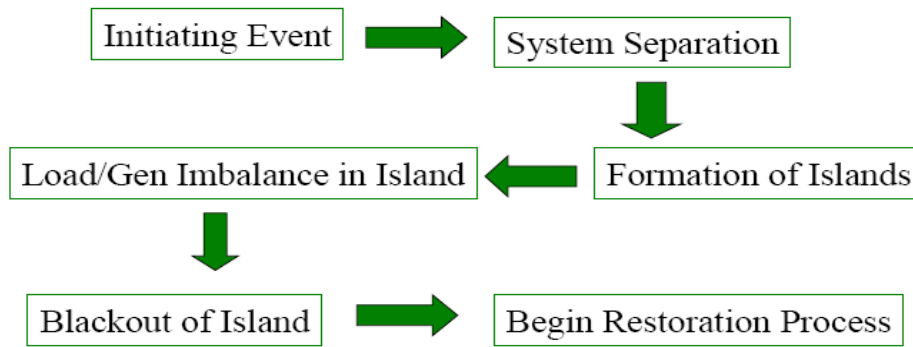 Initiating Event
System Separation
Formation of Islands
Load/Gen Imbalance in Island
Blackout of Island
Begin Restoration Process